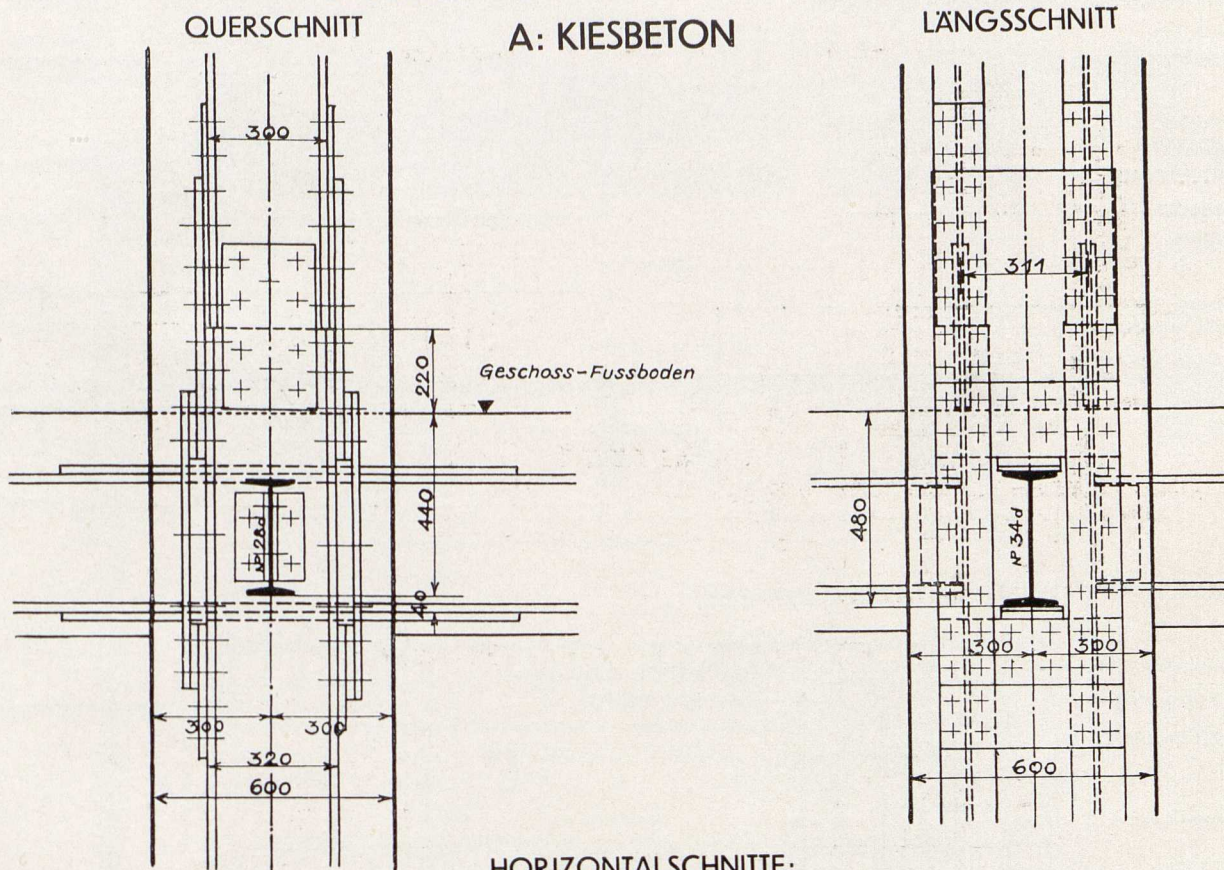 QUERSCHNITT
A: KIESBETON
LÄNGSSCHNITT
300
311
220
Geschoss-Fussboden
440
480
Nº 28d
Nº 34d
40
300
300
300
300
320
600
600
HORIZONTALSCHNITTE: